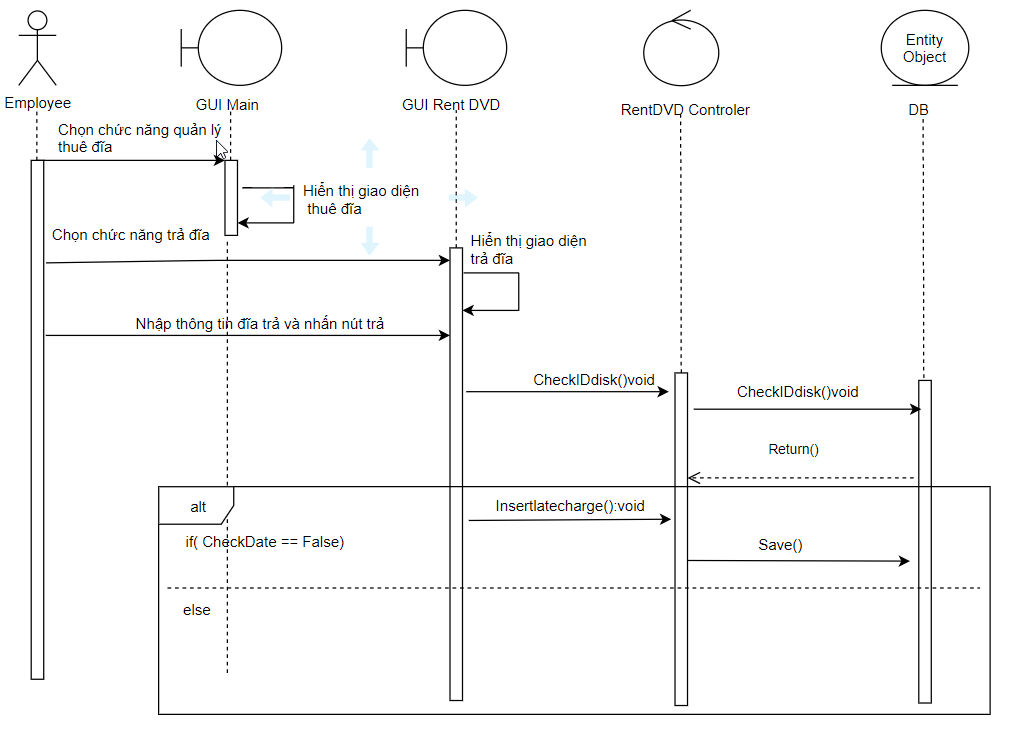 Entity
Object
Employee
GUI Main
GUI Rent DVD
RentDVD Controler
DB
Chọn chức năng quản lý
thuê đĩa
Hiển thị giao diện
thuê đĩa
Chọn chức năng trả đĩa
Hiển thị giao diện
trả đĩa
Nhập thông tin đĩa trả và nhấn nút trả
CheckIDdisk()void
CheckIDdisk()void
Return()
alt
Insertlatecharge():void
if( CheckDate == False)
Save()
else